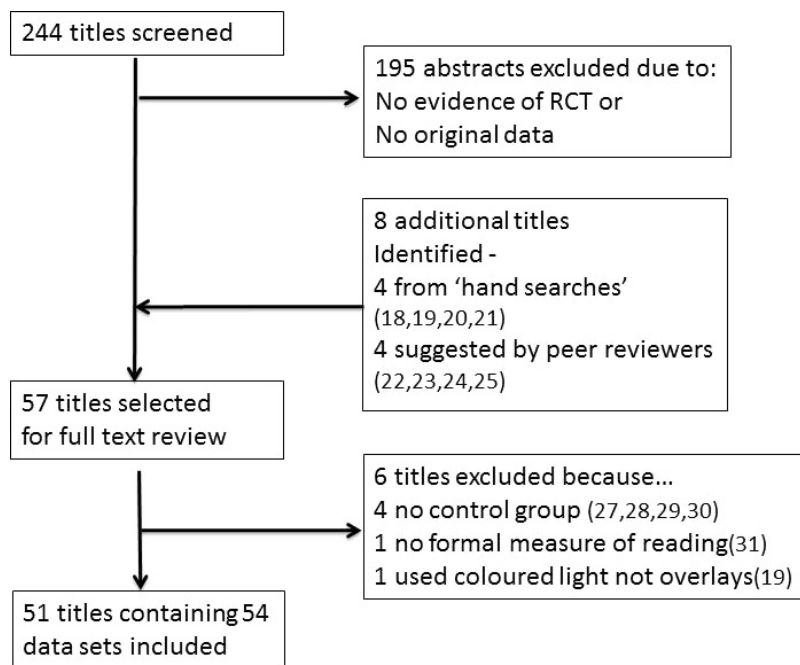 244 titles screened
195 abstracts excluded due to:
No evidence of RCT or
No original data
8 additional titles
Identified -
4 from ‘hand searches’
(18,19,20,21)
4 suggested by peer reviewers
(22,23,24,25)
57 titles selected
for full text review
6 titles excluded because…
4 no control group (27,28,29,30)
1 no formal measure of reading(31)
1 used coloured light not overlays(19)
51 titles containing 54
data sets included